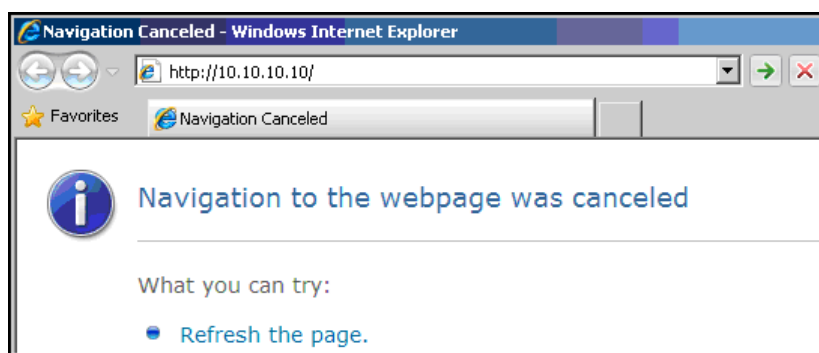 Navigation Canceled - Windows Internet Explorer
http://10.10.10.10/
Favorites Navigation Canceled
Navigation to the webpage was canceled
What you can try:
Refresh the page.